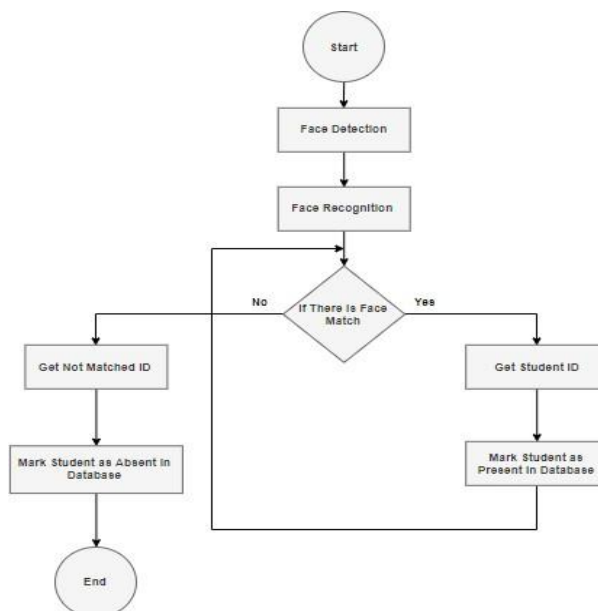 Start
Face Detection
Face Recognition
If There Is Face
Match
No
Yes
Get Not Matched ID
Get Student ID
Mark Student as Absent In
Database
Mark Student as
Present In Database
End